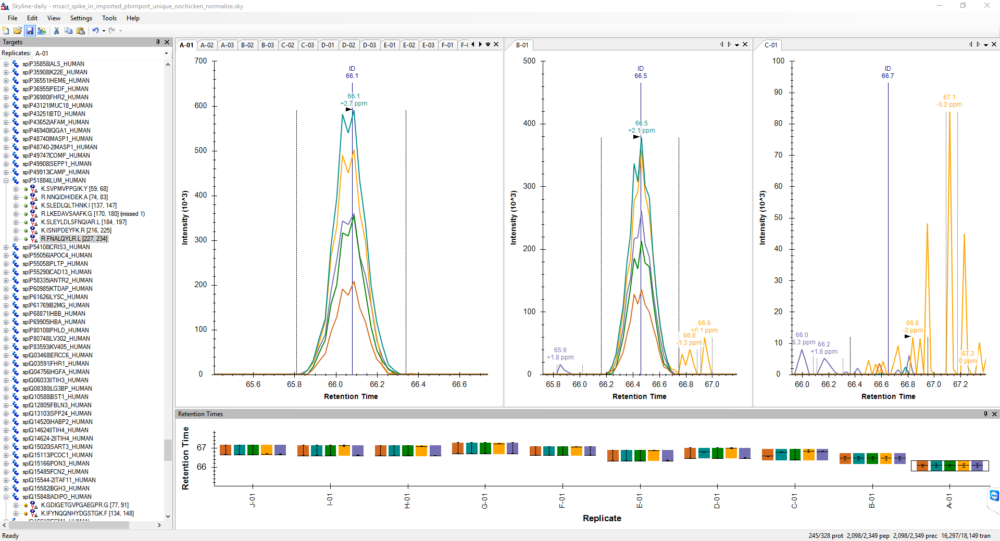 Skyline-daily - msacl_spike_in_imported_pbimport_unique_nochicken_normalize.sky
File Edit View Settings Tools Help
Targets
Replicates: A-01
sp|P35858|ALS_HUMAN
sp|P35908|K22E_HUMAN
sp|P36551|HEM6_HUMAN
sp|P36955|PEDF_HUMAN
sp|P36980|FHR2_HUMAN
sp|P43121|MUC18_HUMAN
sp|P43251|BTD_HUMAN
sp|P43652|AFAM_HUMAN
sp|P46940|IQGA1_HUMAN
sp|P48740|MASP1_HUMAN
sp|P48740-2|MASP1_HUMAN
sp|P49747|COMP_HUMAN
sp|P49908|SEPP1_HUMAN
sp|P49913|CAMP_HUMAN
sp|P51884|LUM_HUMAN
K.SVPMVPPGIK.Y [59, 68]
R.NNQIDHIDEK.A [74, 83]
K.SLEDLQLTHNK.I [137, 147]
R.LKEDAVSAAFK.G [170, 180] (missed 1)
K.SLEYLDLSFNQIAR.L [184, 197]
K.ISNIPDEYFK.R [216, 225]
R.FNALQYLR.L [227, 234]
sp|P54108|CRIS3_HUMAN
sp|P55056|APOC4_HUMAN
sp|P55058|PLTP_HUMAN
sp|P55290|CAD13_HUMAN
sp|P58335|ANTR2_HUMAN
sp|P60985|KTDAP_HUMAN
sp|P61626|LYSC_HUMAN
sp|P61769|B2MG_HUMAN
sp|P68871|HBB_HUMAN
sp|P69905|HBA_HUMAN
sp|P80108|PHLD_HUMAN
sp|P80748|LV302_HUMAN
sp|P83593|KV405_HUMAN
sp|Q03468|ERCC6_HUMAN
sp|Q03591|FHR1_HUMAN
sp|Q04756|HGFA_HUMAN
sp|Q06033|ITIH3_HUMAN
sp|Q08380|LG3BP_HUMAN
sp|Q10588|BST1_HUMAN
sp|Q12805|FBLN3_HUMAN
sp|Q13103|SPP24_HUMAN
sp|Q14520|HABP2_HUMAN
sp|Q14624|ITIH4_HUMAN
sp|Q14624-2|ITIH4_HUMAN
sp|Q15020|SART3_HUMAN
sp|Q15113|PCOC1_HUMAN
sp|Q15166|PON3_HUMAN
sp|Q15485|FCN2_HUMAN
sp|Q15544-2|TAF11_HUMAN
sp|Q15582|BGH3_HUMAN
sp|Q15848|ADIPO_HUMAN
K.GDIGETGVPGAEGPR.G [77, 91]
K.IFYNQQNHYDGSTGK.F [134, 148]
A-01 A-02 A-03 B-02 B-03 C-02 C-03 D-01 D-02 D-03 E-01 E-02 E-03 F-01
700
600
500
400
300
200
100
0
Intensity (10^3)
ID
66.1
66.1
+2.7 ppm
65.6 65.8 66.0 66.2 66.4 66.6
Retention Time
B-01
500
400
300
200
100
0
Intensity (10^3)
ID
66.5
66.5
+2.1 ppm
65.9
+1.8 ppm
66.9
+0.1 ppm
66.8
-1.3 ppm
65.8 66.0 66.2 66.4 66.6 66.8 67.0
Retention Time
C-01
100
90
80
70
60
50
40
30
20
10
0
Intensity (10^3)
ID
66.7
67.1
-5.2 ppm
66.8
-2 ppm
66.0
5.3 ppm
66.2
+1.8 ppm
67.3
0 ppm
66.0 66.2 66.4 66.6 66.8 67.0 67.2
Retention Time
Retention Times
Retention Time
67
66
J-01 I-01 H-01 G-01 F-01 E-01 D-01 C-01 B-01 A-01
Replicate
Ready
245/328 prot 2,098/2,349 pep 2,098/2,349 prec 16,297/18,149 tran